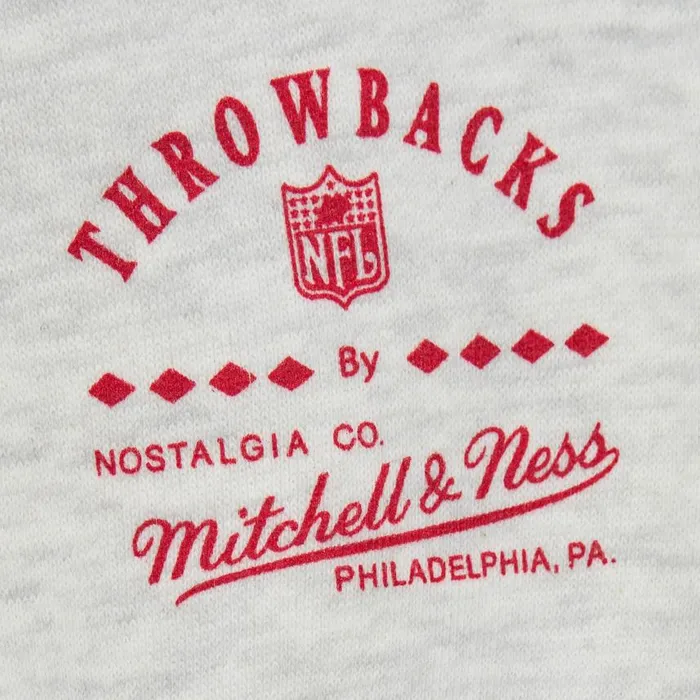 THROWBACKS
NFL
By
NOSTALGIA CO.
Mitchell & Ness
PHILADELPHIA, PA.